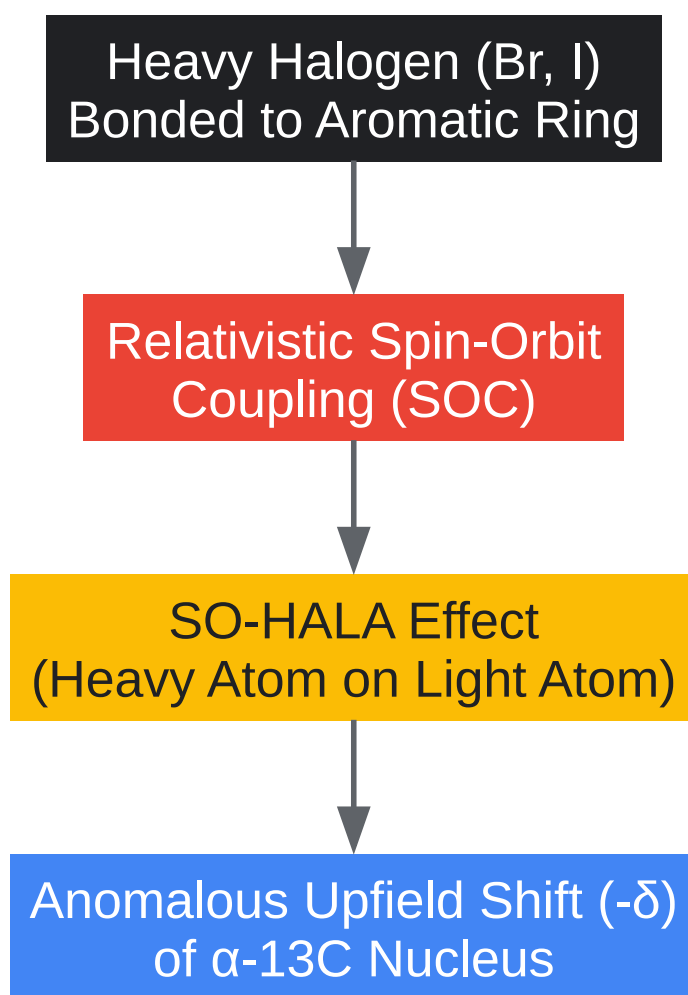 Heavy Halogen (Br, I)
Bonded to Aromatic Ring
Relativistic Spin-Orbit
Coupling (SOC)
SO-HALA Effect
(Heavy Atom on Light Atom)
Anomalous Upfield Shift (-δ)
of α-13C Nucleus